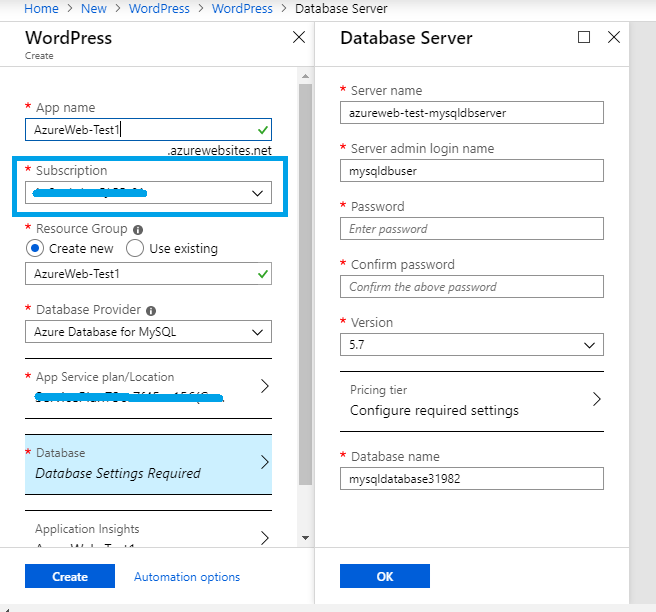 Home > New > WordPress > WordPress > Database Server
WordPress
Create
* App name
AzureWeb-Test1
.azurewebsites.net
* Subscription
* Resource Group
Create new
Use existing
AzureWeb-Test1
* Database Provider
Azure Database for MySQL
* App Service plan/Location
* Database
Database Settings Required
Application Insights
AzureWeb-Test1
Create
Automation options
Database Server
* Server name
azureweb-test-mysqldbserver
* Server admin login name
mysqldbuser
* Password
Enter password
* Confirm password
Confirm the above password
* Version
5.7
Pricing tier
Configure required settings
* Database name
mysqldatabase31982
OK